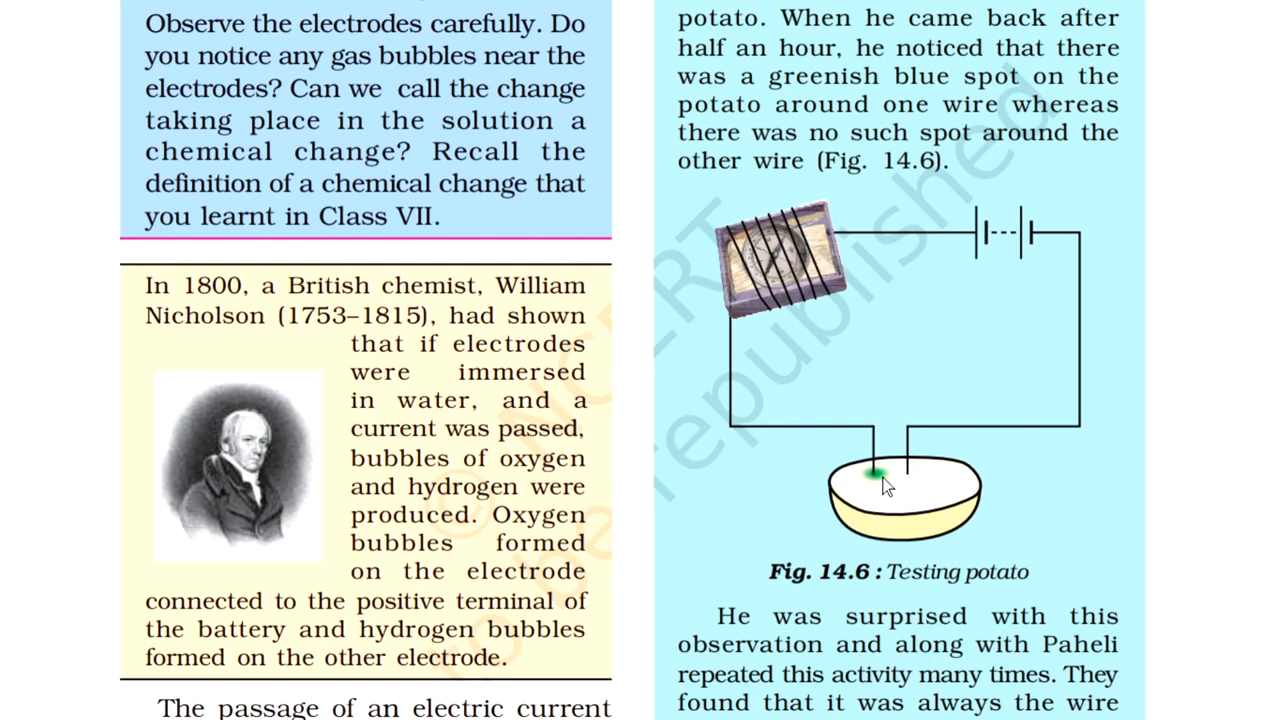 Observe the electrodes carefully. Do
you notice any gas bubbles near the
electrodes? Can we call the change
taking place in the solution a
chemical change? Recall the
definition of a chemical change that
you learnt in Class VII.
In 1800, a British chemist, William
Nicholson (1753–1815), had shown
that if electrodes
were immersed
in water, and a
current was passed,
bubbles of oxygen
and hydrogen were
produced. Oxygen
bubbles formed
on the electrode
connected to the positive terminal of
the battery and hydrogen bubbles
formed on the other electrode.
The passage of an electric current
potato. When he came back after
half an hour, he noticed that there
was a greenish blue spot on the
potato around one wire whereas
there was no such spot around the
other wire (Fig. 14.6).
Fig. 14.6 : Testing potato
He was surprised with this
observation and along with Paheli
repeated this activity many times. They
found that it was always the wire